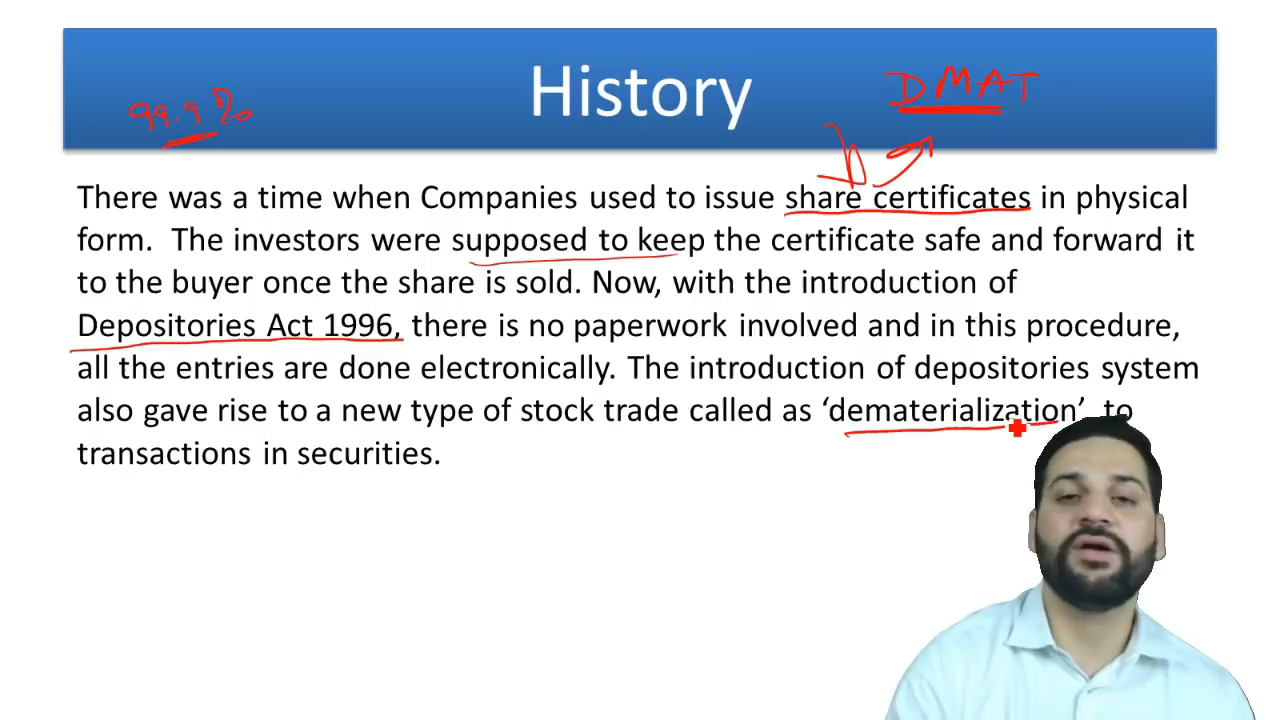 History
DMAT
99.9%
There was a time when Companies used to issue share certificates in physical
form. The investors were supposed to keep the certificate safe and forward it
to the buyer once the share is sold. Now, with the introduction of
Depositories Act 1996, there is no paperwork involved and in this procedure,
all the entries are done electronically. The introduction of depositories system
also gave rise to a new type of stock trade called as ‘dematerialization’ to
transactions in securities.